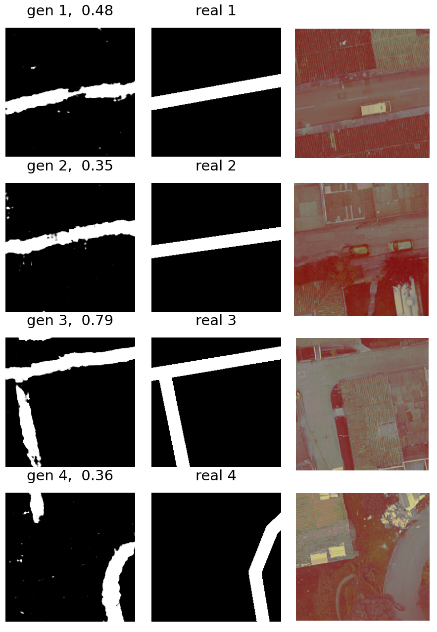 gen 1, 0.48 real 1
gen 2, 0.35 real 2
gen 3, 0.79 real 3
gen 4, 0.36 real 4